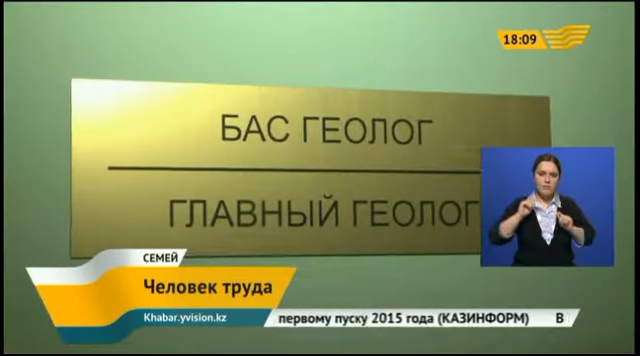 18:09
БАС ГЕОЛОГ
ГЛАВНЫЙ ГЕОЛОГ
СЕМЕЙ
Человек труда
Khabar.yvision.kz
первому пуску 2015 года (КАЗИНФОРМ) В